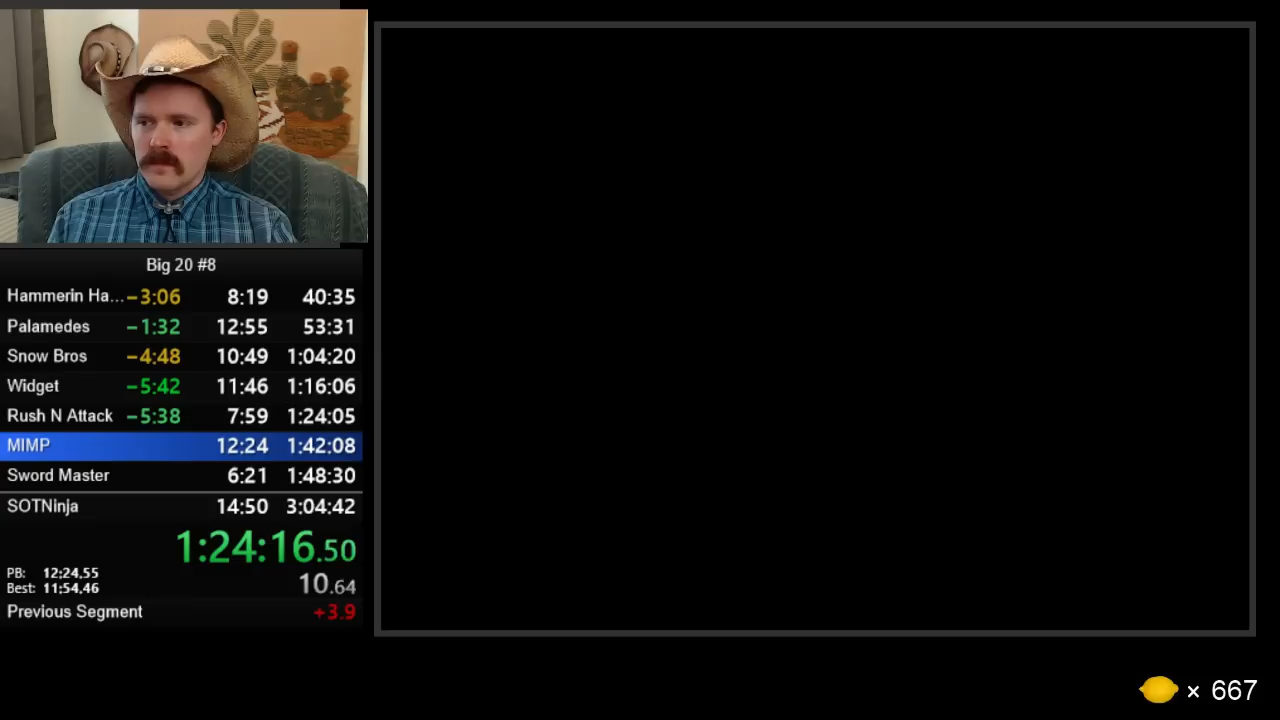 Big 20 #8
Hammerin Ha... -3:06 8:19 40:35
Palamedes -1:32 12:55 53:31
Snow Bros -4:48 10:49 1:04:20
Widget -5:42 11:46 1:16:06
Rush N Attack -5:38 7:59 1:24:05
MIMP 12:24 1:42:08
Sword Master 6:21 1:48:30
SOTNinja 14:50 3:04:42
1:24:16.50
PB: 12:24.55
Best: 11:54.46
10.64
Previous Segment +3.9
× 667